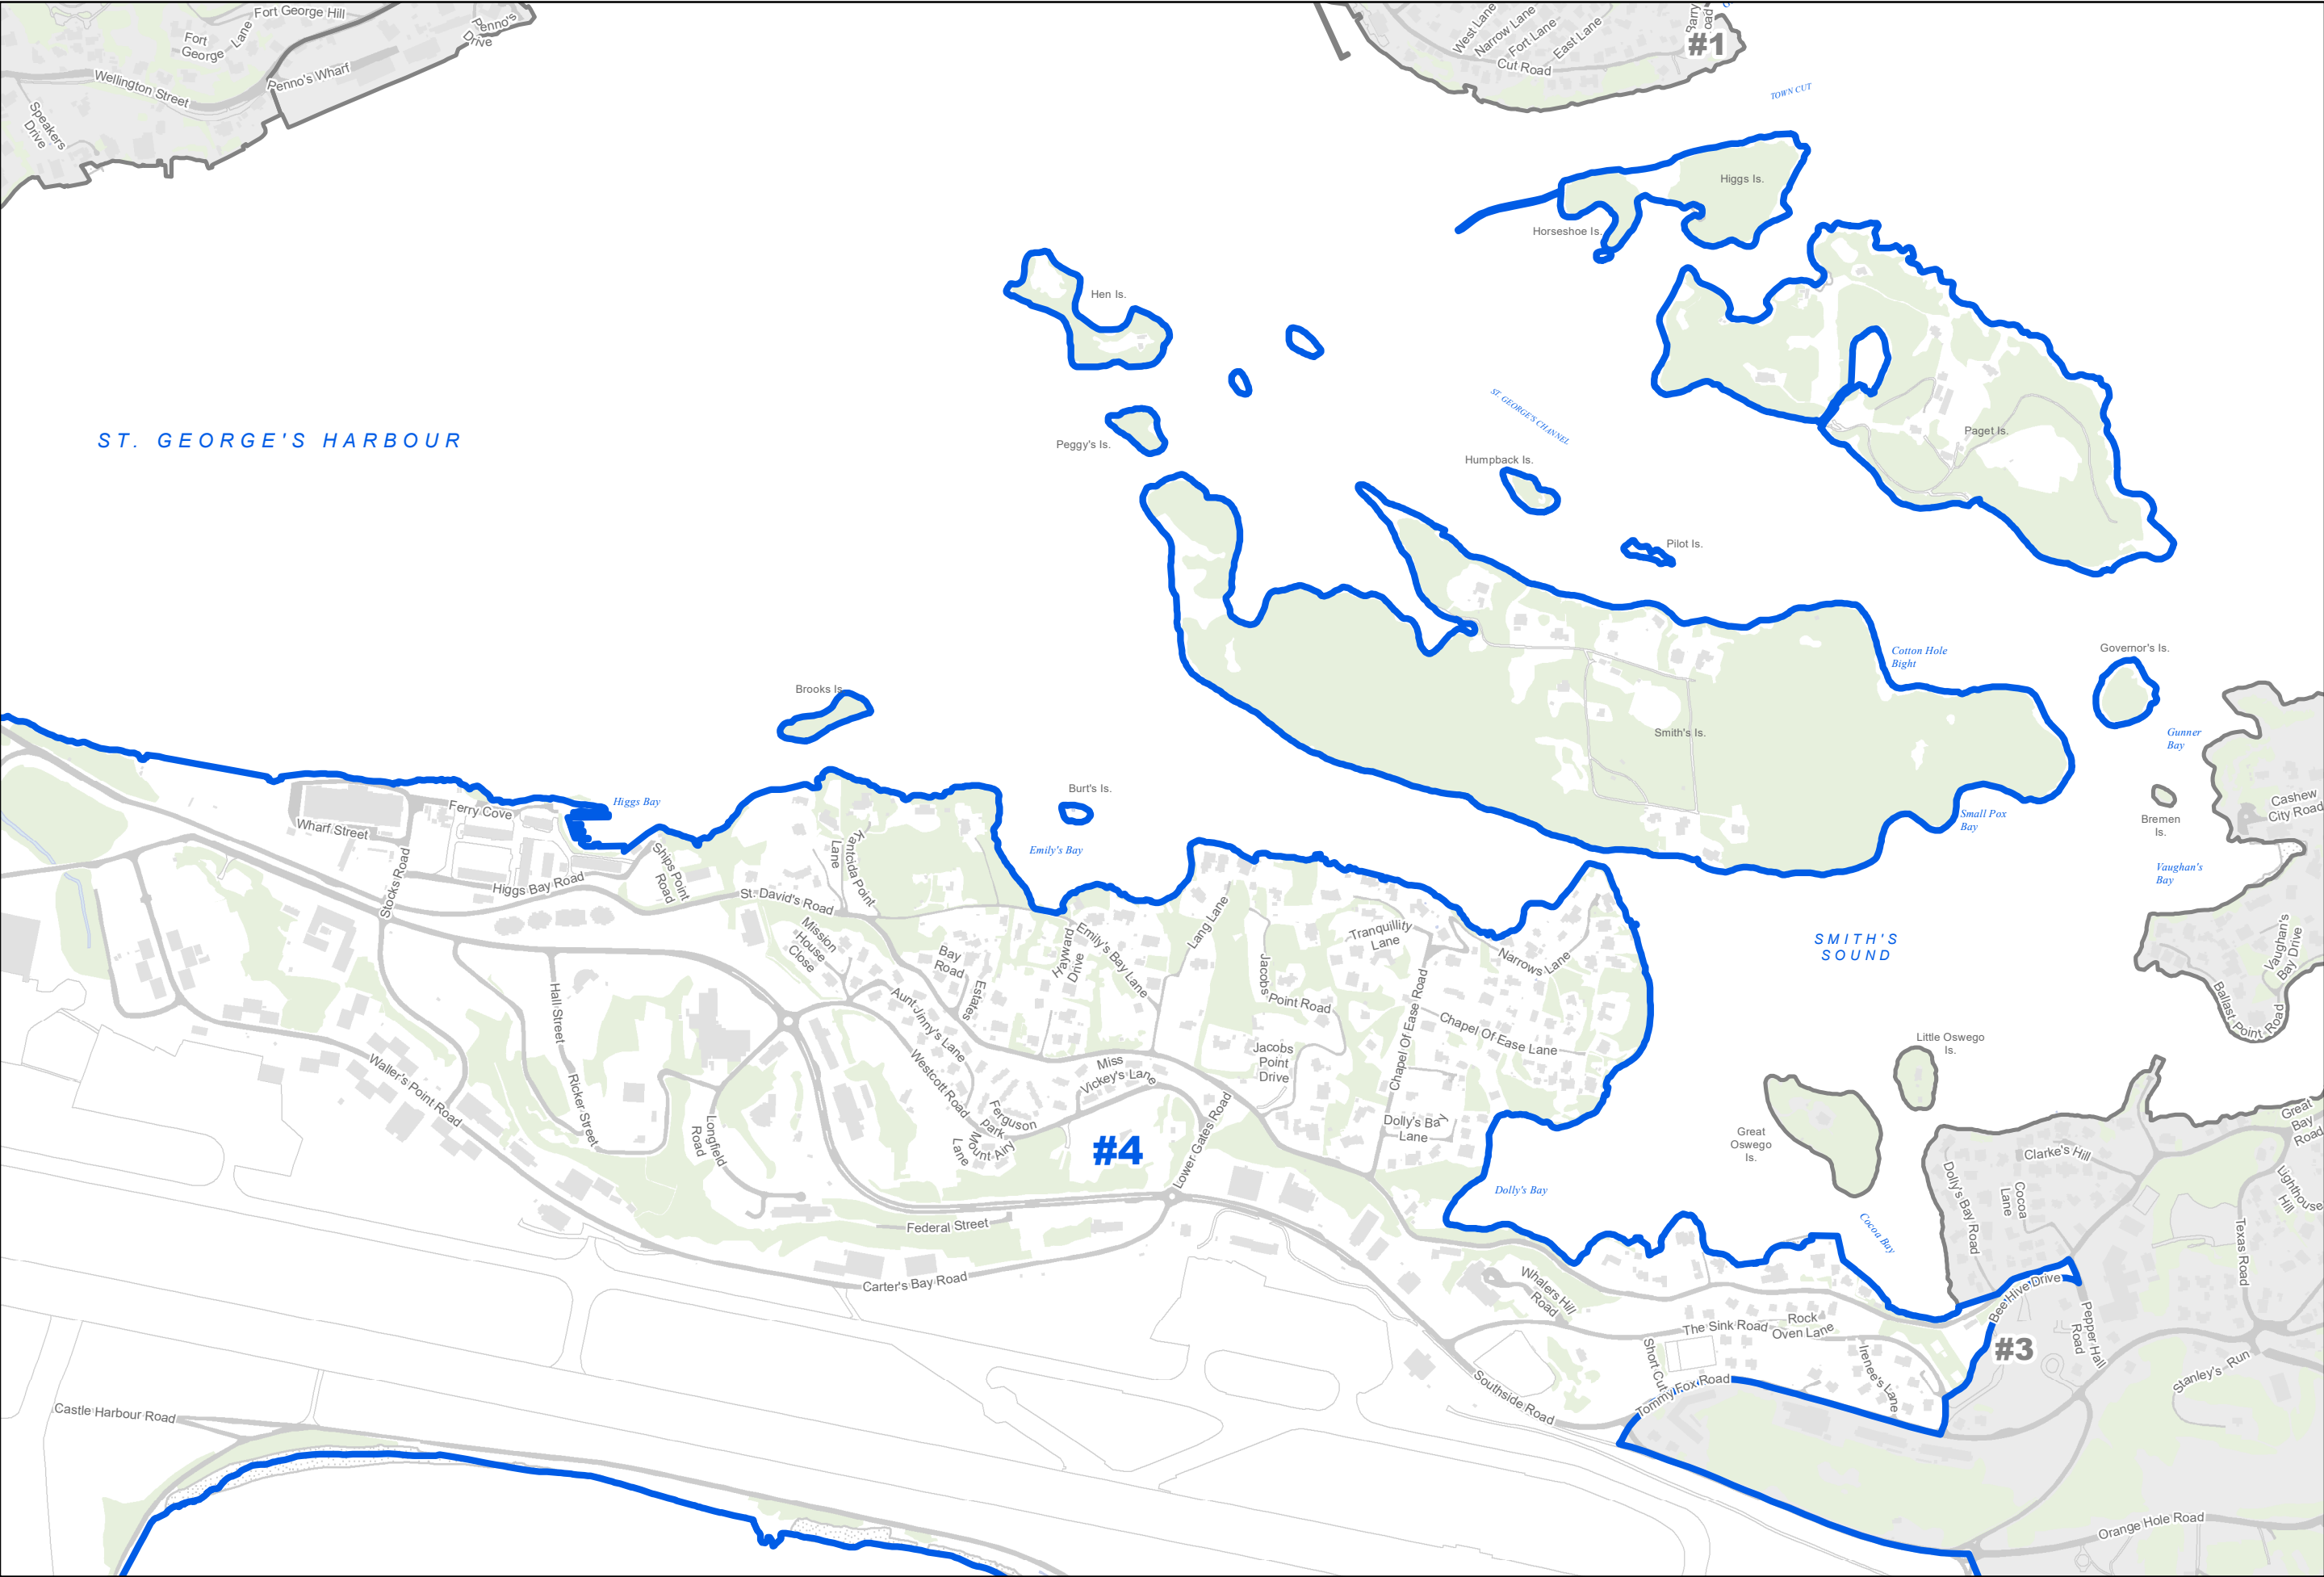 Fort George Hill
Penno's
Drive
Fort
George
Lane
Wellington Street
Penno's Wharf
Speakers
Drive
West Lane
Narrow Lane
Fort Lane
East Lane
Cut Road
Barry
Road
#1
TOWN CUT
Higgs Is.
Horseshoe Is.
Hen Is.
ST GEORGE'S CHANNEL
ST. GEORGE'S HARBOUR
Peggy's Is.
Paget Is.
Humpback Is.
Pilot Is.
Cotton Hole
Bight
Governor's Is.
Brooks Is.
Smith's Is.
Gunner
Bay
Higgs Bay
Burt's Is.
Small Pox
Bay
Bremen
Is.
Cashew
City Road
Ferry Cove
Wharf Street
Emily's Bay
Vaughan's
Bay
Ships Point
Road
Kantcida Point
Lane
Stocks Road
Higgs Bay Road
St. David's Road
Mission
House
Close
Bay
Road
Estates
Hayward
Drive
Emily's Bay Lane
Lang Lane
Jacobs
Point Road
Tranquillity
Lane
Narrows Lane
SMITH'S
SOUND
Vaughan's
Bay Drive
Ballast Point Road
Hall Street
Aunt Jinny's Lane
Westcott Road
Chapel Of Ease Road
Chapel Of Ease Lane
Jacobs
Point
Drive
Miss
Vickey's Lane
Little Oswego
Is.
Waller's Point Road
Ricker Street
Longfield
Road
Ferguson
Park
Mount Airy
Lane
#4
Lower Gates Road
Dolly's Bay
Lane
Great
Oswego
Is.
Great
Bay
Road
Clarke's Hill
Cocoa
Lane
Dolly's Bay Road
Lighthouse
Hill
Dolly's Bay
Cocoa Bay
Texas Road
Federal Street
Carter's Bay Road
Whalers Hill
Road
Bee Hive Drive
Rock
Oven Lane
The Sink Road
#3
Pepper Hall
Road
Short Cut
Irenee's Lane
Stanley's Run
Tommy Fox Road
Southside Road
Castle Harbour Road
Orange Hole Road